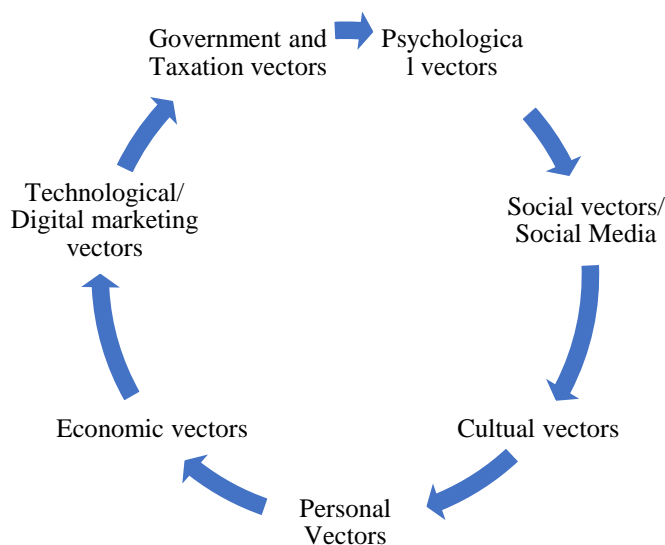 Government and
Taxation vectors
Psychologica
l vectors
Social vectors/
Social Media
Cultual vectors
Personal
Vectors
Economic vectors
Technological/
Digital marketing
vectors